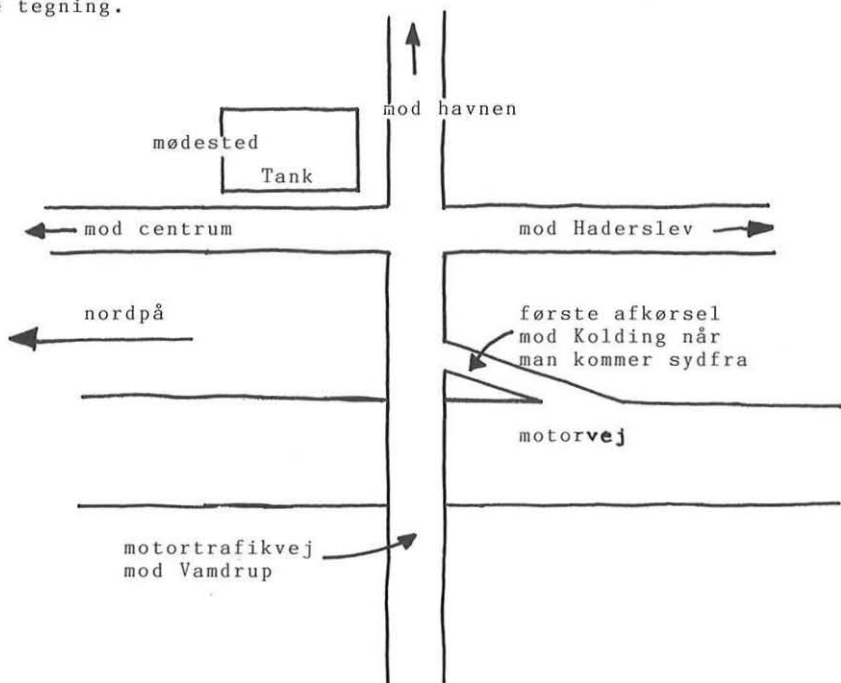 tegning.
mod havnen
mødested
Tank
mod centrum
mod Haderslev
nordpå
første afkørsel
mod Kolding når
man kommer sydfra
motorvej
motortrafikvej
mod Vamdrup